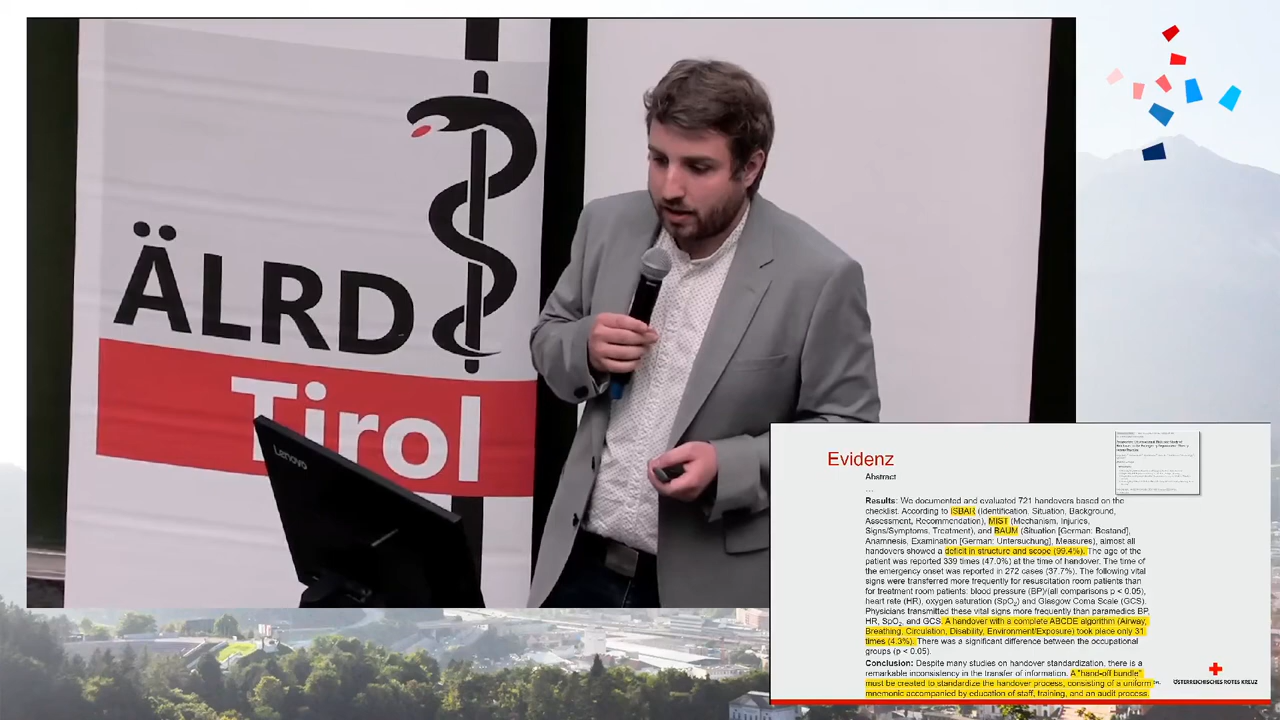 ÄLRD
Tirol
lenovo
Evidenz
Abstract
...
Results: We documented and evaluated 721 handovers based on the
checklist. According to ISBAR (Identification, Situation, Background,
Assessment, Recommendation), MIST (Mechanism, Injuries,
Signs/Symptoms, Treatment), and BAUM (Situation [German: Bestand],
Anamnesis, Examination [German: Untersuchung], Measures), almost all
handovers showed a deficit in structure and scope (99.4%). The age of the
patient was reported 339 times (47.0%) at the time of handover. The time of
the emergency onset was reported in 272 cases (37.7%). The following vital
signs were transferred more frequently for resuscitation room patients than
for treatment room patients: blood pressure (BP)/(all comparisons p < 0.05),
heart rate (HR), oxygen saturation (SpO₂) and Glasgow Coma Scale (GCS).
Physicians transmitted these vital signs more frequently than paramedics BP,
HR, SpO₂, and GCS. A handover with a complete ABCDE algorithm (Airway,
Breathing, Circulation, Disability, Environment/Exposure) took place only 31
times (4.3%). There was a significant difference between the occupational
groups (p < 0.05).
Conclusion: Despite many studies on handover standardization, there is a
remarkable inconsistency in the transfer of information. A "hand-off bundle"
must be created to standardize the handover process, consisting of a uniform
mnemonic accompanied by education of staff, training, and an audit process.
ÖSTERREICHISCHES ROTES KREUZ